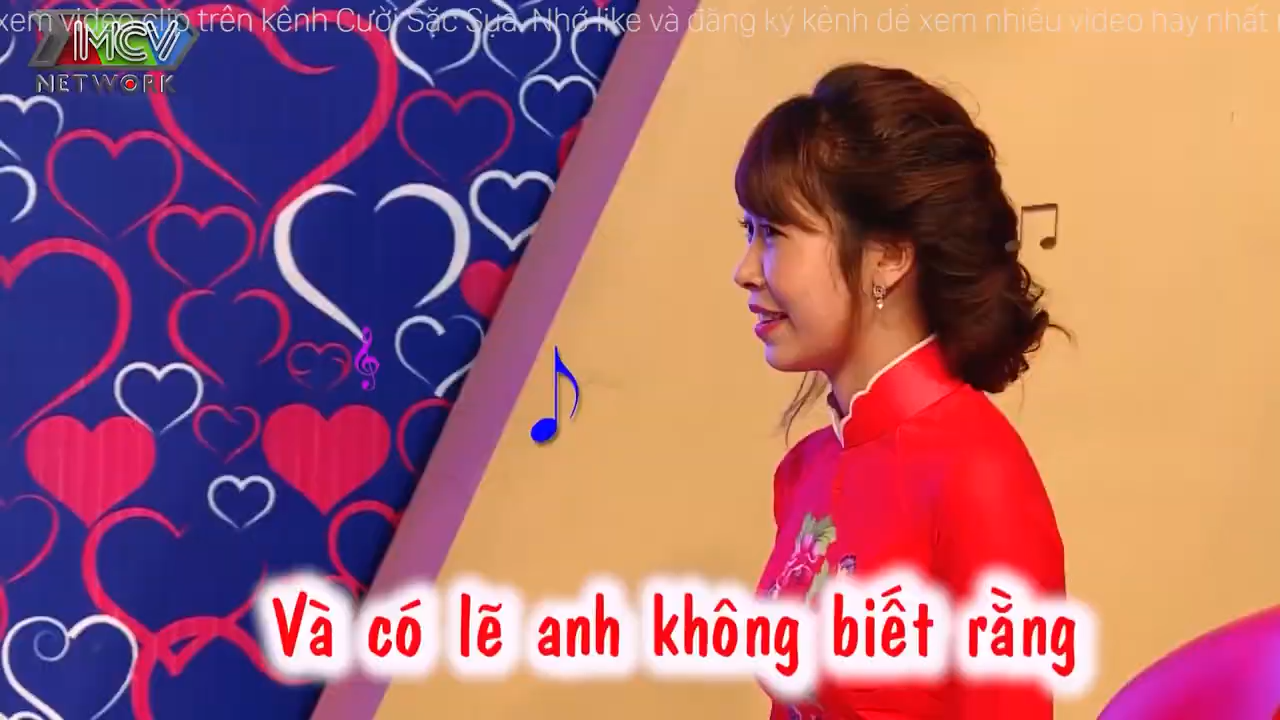 xem video clip trên kênh Cười Sặc Sụa. Nhớ like và đăng ký kênh để xem nhiều video hay nhất
MCV
NETWORK
Và có lẽ anh không biết rằng